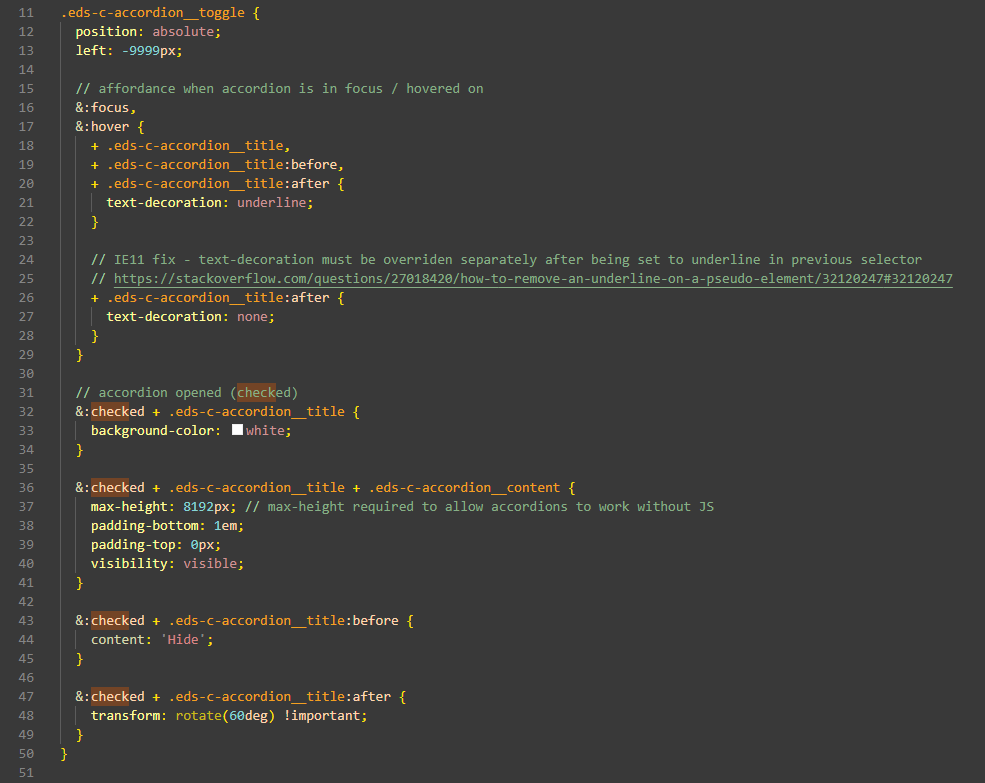 11 .eds-c-accordion__toggle {
12   position: absolute;
13   left: -9999px;
14
15   // affordance when accordion is in focus / hovered on
16   &:focus,
17   &:hover {
18     + .eds-c-accordion__title,
19     + .eds-c-accordion__title:before,
20     + .eds-c-accordion__title:after {
21       text-decoration: underline;
22     }
23
24     // IE11 fix - text-decoration must be overriden separately after being set to underline in previous selector
25     // https://stackoverflow.com/questions/27018420/how-to-remove-an-underline-on-a-pseudo-element/32120247#32120247
26     + .eds-c-accordion__title:after {
27       text-decoration: none;
28     }
29   }
30
31   // accordion opened (checked)
32   &:checked + .eds-c-accordion__title {
33     background-color: white;
34   }
35
36   &:checked + .eds-c-accordion__title + .eds-c-accordion__content {
37     max-height: 8192px; // max-height required to allow accordions to work without JS
38     padding-bottom: 1em;
39     padding-top: 0px;
40     visibility: visible;
41   }
42
43   &:checked + .eds-c-accordion__title:before {
44     content: 'Hide';
45   }
46
47   &:checked + .eds-c-accordion__title:after {
48     transform: rotate(60deg) !important;
49   }
50 }
51